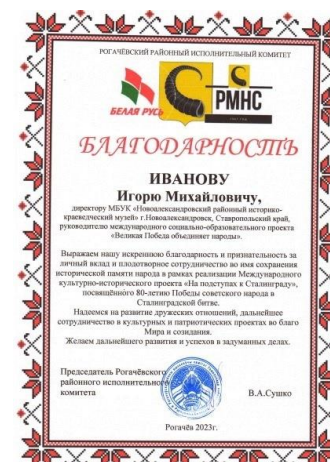 РОГАЧЁВСКИЙ РАЙОННЫЙ ИСПОЛНИТЕЛЬНЫЙ КОМИТЕТ
БЕЛАЯ РУСЬ
РМНС
БЛАГОДАРНОСТЬ
ИВАНОВУ
Игорю Михайловичу,
директору МБУК «Новоалександровский районный историко-
краеведческий музей» г.Новоалександровск, Ставропольский край,
руководителю международного социально-образовательного проекта
«Великая Победа объединяет народы».
Выражаем нашу искреннюю благодарность и признательность за
личный вклад и плодотворное сотрудничество во имя сохранения
исторической памяти народа в рамках реализации Международного
культурно-исторического проекта «На подступах к Сталинграду»,
посвящённого 80-летию Победы советского народа в
Сталинградской битве.
Надеемся на развитие дружеских отношений, дальнейшее
сотрудничество в культурных и патриотических проектах во благо
Мира и созидания.
Желаем дальнейшего развития и успехов в задуманных делах.
Председатель Рогачёвского
районного исполнительного
комитета В.А.Сушко
Рогачёв 2023г.